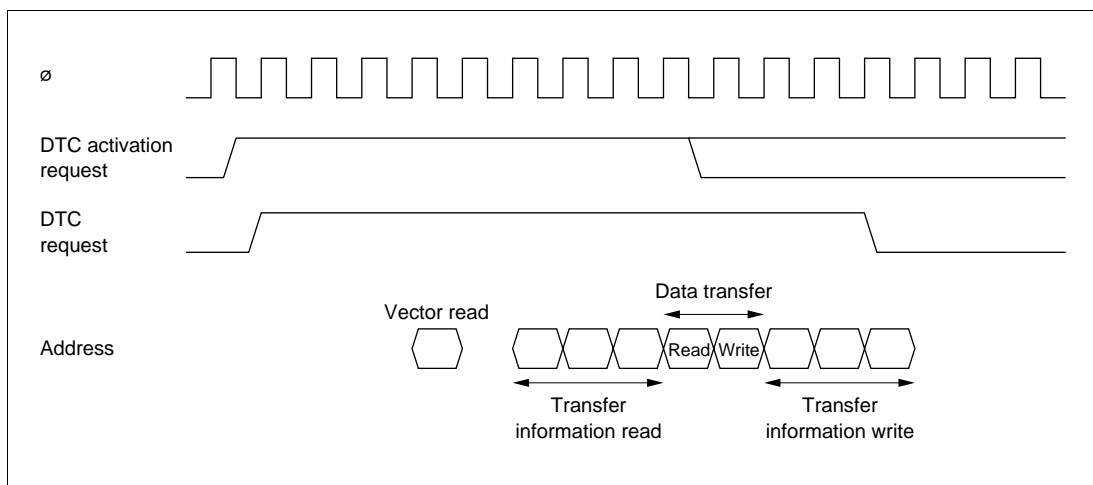 ø
DTC activation
request
DTC
request
Data transfer
Vector read
Address
Read
Write
Transfer
information read
Transfer
information write